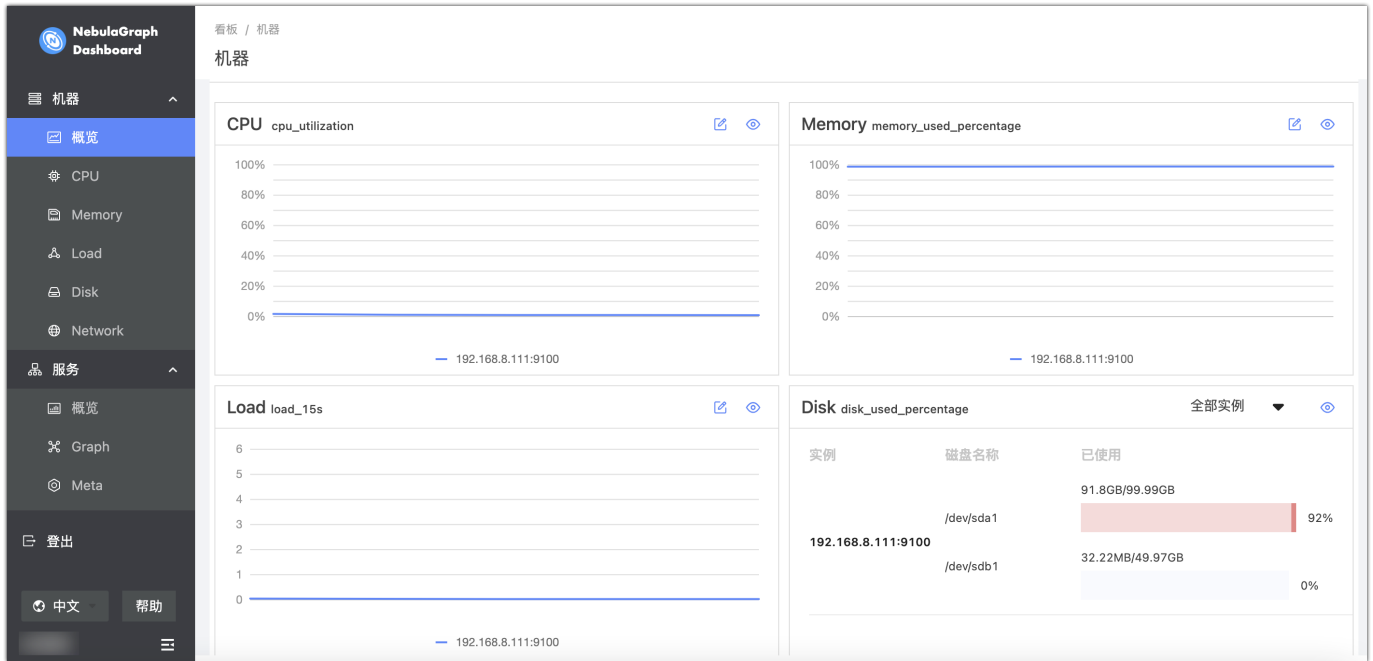 NebulaGraph
Dashboard
机器
概览
CPU
Memory
Load
Disk
Network
服务
概览
Graph
Meta
登出
中文
帮助
看板 / 机器
机器
CPU cpu_utilization
100%
80%
60%
40%
20%
0%
192.168.8.111:9100
Memory memory_used_percentage
100%
80%
60%
40%
20%
0%
192.168.8.111:9100
Load load_15s
6
5
4
3
2
1
0
192.168.8.111:9100
Disk disk_used_percentage 全部实例
实例 磁盘名称 已使用
192.168.8.111:9100
/dev/sda1
91.8GB/99.99GB
92%
/dev/sdb1
32.22MB/49.97GB
0%